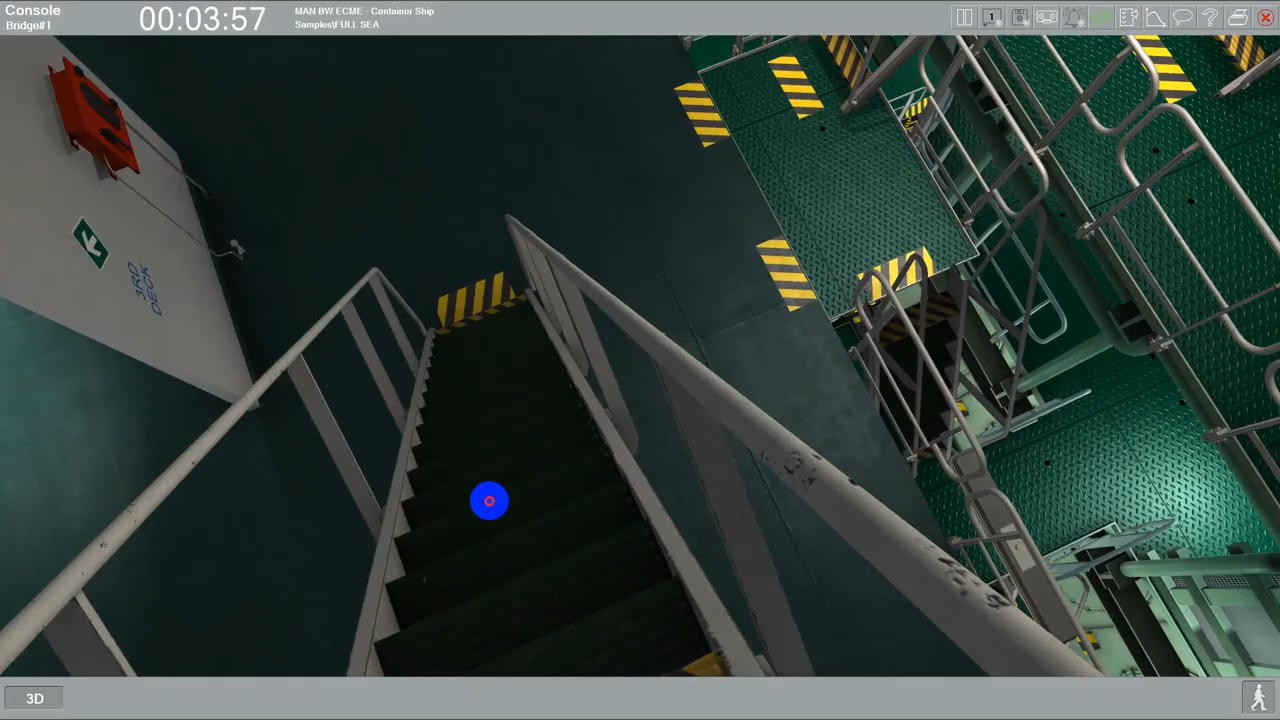 Console
Bridge#1
00:03:57
MAN BW ECME - Container Ship
Samples/FULL SEA
1
3RD
DECK
3D